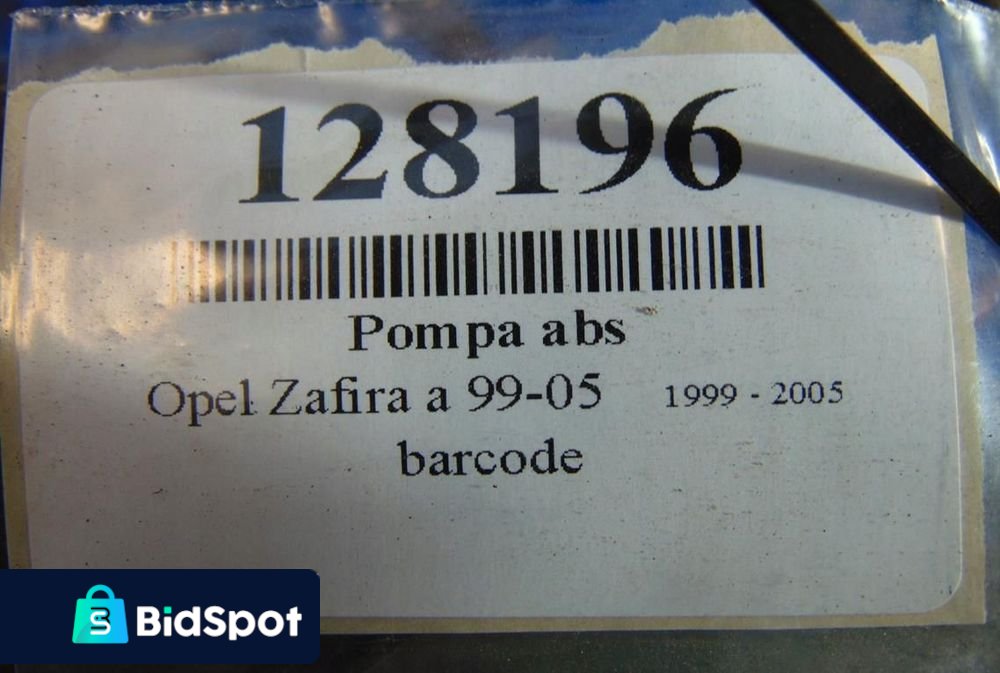 128196
Pompa abs
Opel Zafira a 99-05 1999 - 2005
barcode
BidSpot